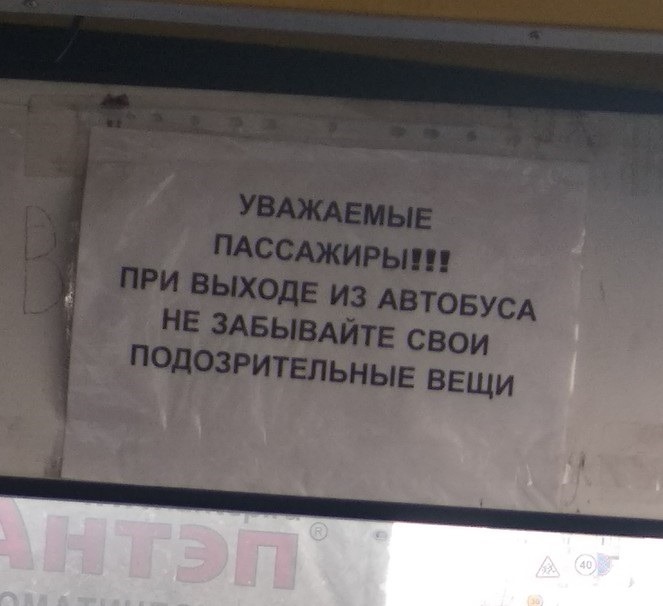 УВАЖАЕМЫЕ
ПАССАЖИРЫ!!!
ПРИ ВЫХОДЕ ИЗ АВТОБУСА
НЕ ЗАБЫВАЙТЕ СВОИ
ПОДОЗРИТЕЛЬНЫЕ ВЕЩИ
В
АНТЭП ®
40